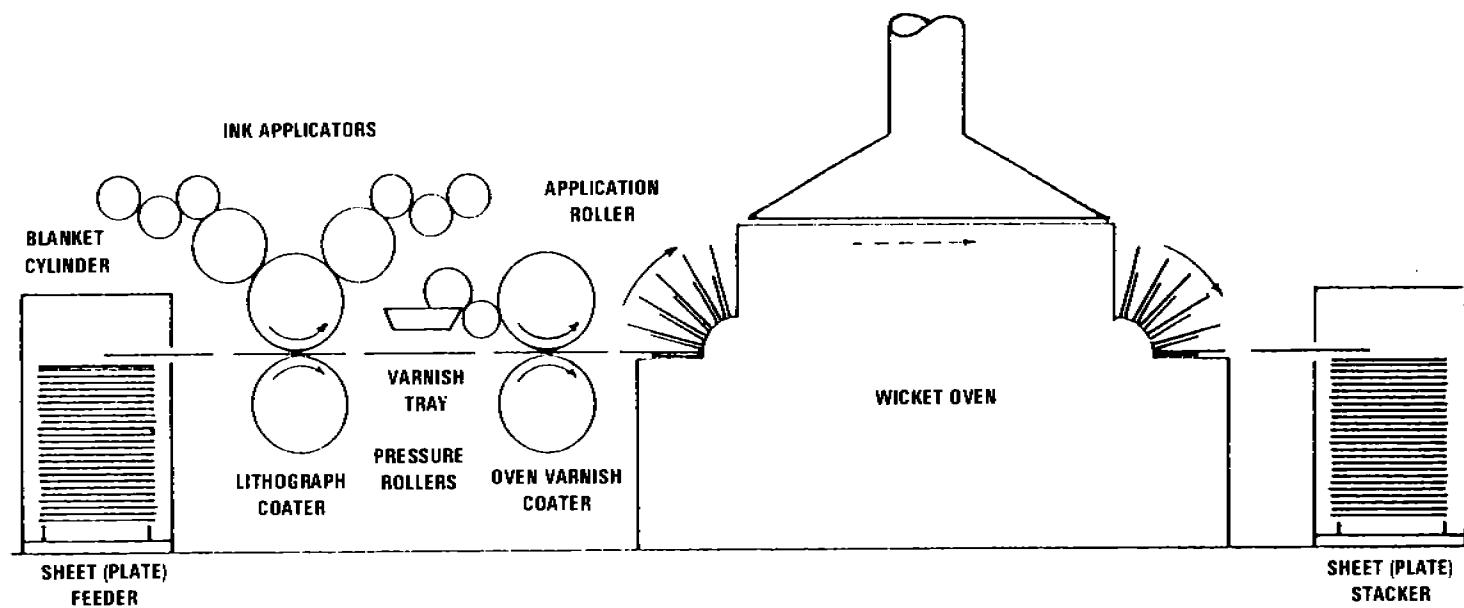 INK APPLICATORS
APPLICATION
ROLLER
BLANKET
CYLINDER
VARNISH
TRAY
WICKET OVEN
PRESSURE
ROLLERS
LITHOGRAPH
COATER
OVEN VARNISH
COATER
SHEET (PLATE)
FEEDER
SHEET (PLATE)
STACKER